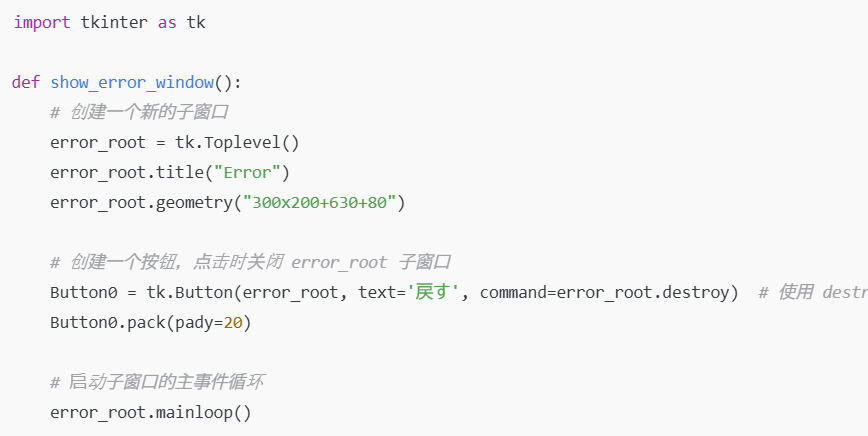 import tkinter as tk
def show_error_window():
# 创建一个新的子窗口
error_root = tk.Toplevel()
error_root.title("Error")
error_root.geometry("300x200+630+80")
# 创建一个按钮，点击时关闭 error_root 子窗口
Button0 = tk.Button(error_root, text='戻す', command=error_root.destroy)  # 使用 destr
Button0.pack(pady=20)
# 启动子窗口的主事件循环
error_root.mainloop()